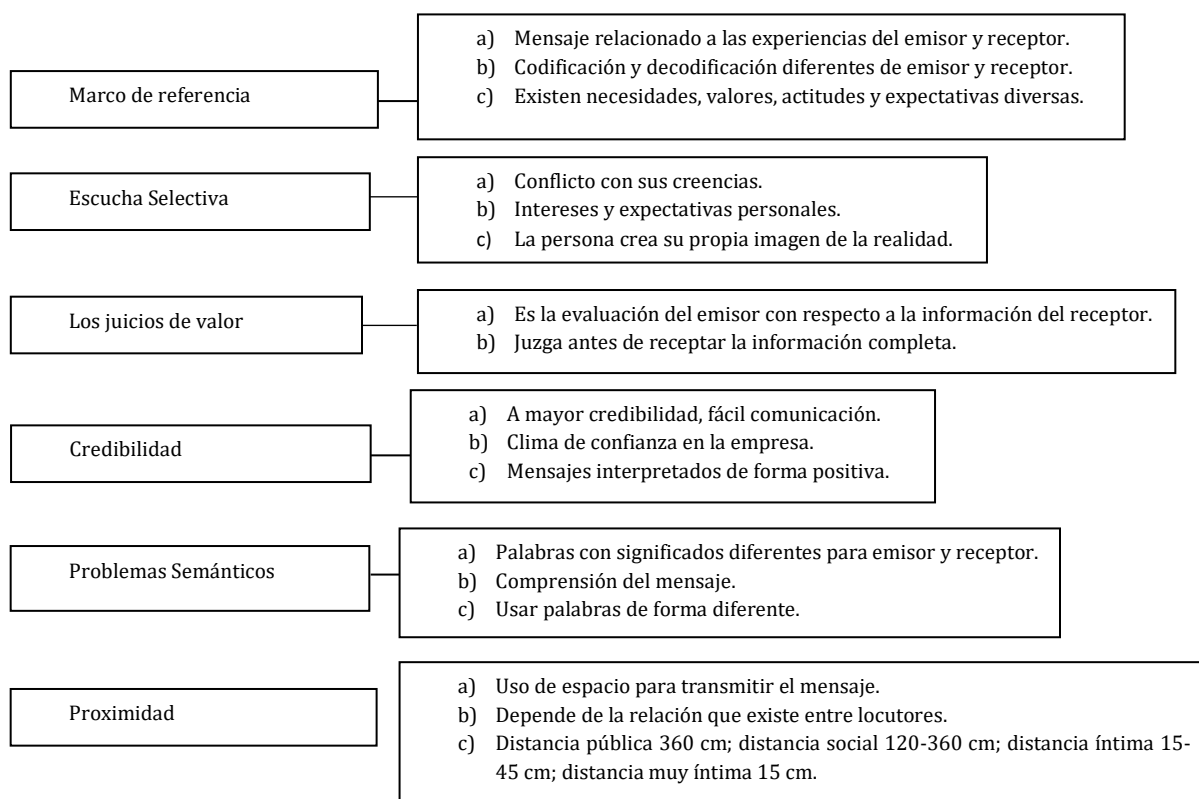 Marco de referencia
a) Mensaje relacionado a las experiencias del emisor y receptor.
b) Codificación y decodificación diferentes de emisor y receptor.
c) Existen necesidades, valores, actitudes y expectativas diversas.
Escucha Selectiva
a) Conflicto con sus creencias.
b) Intereses y expectativas personales.
c) La persona crea su propia imagen de la realidad.
Los juicios de valor
a) Es la evaluación del emisor con respecto a la información del receptor.
b) Juzga antes de receptar la información completa.
Credibilidad
a) A mayor credibilidad, fácil comunicación.
b) Clima de confianza en la empresa.
c) Mensajes interpretados de forma positiva.
Problemas Semánticos
a) Palabras con significados diferentes para emisor y receptor.
b) Comprensión del mensaje.
c) Usar palabras de forma diferente.
Proximidad
a) Uso de espacio para transmitir el mensaje.
b) Depende de la relación que existe entre locutores.
c) Distancia pública 360 cm; distancia social 120-360 cm; distancia íntima 15-
45 cm; distancia muy íntima 15 cm.